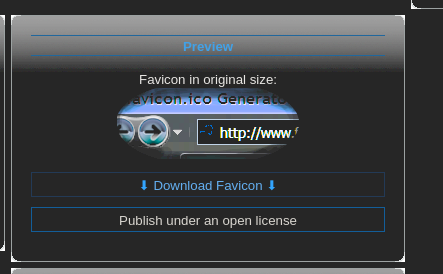 Preview
Favicon in original size:
avicon.ico Generato
http://www.f
⬇ Download Favicon ⬇
Publish under an open license